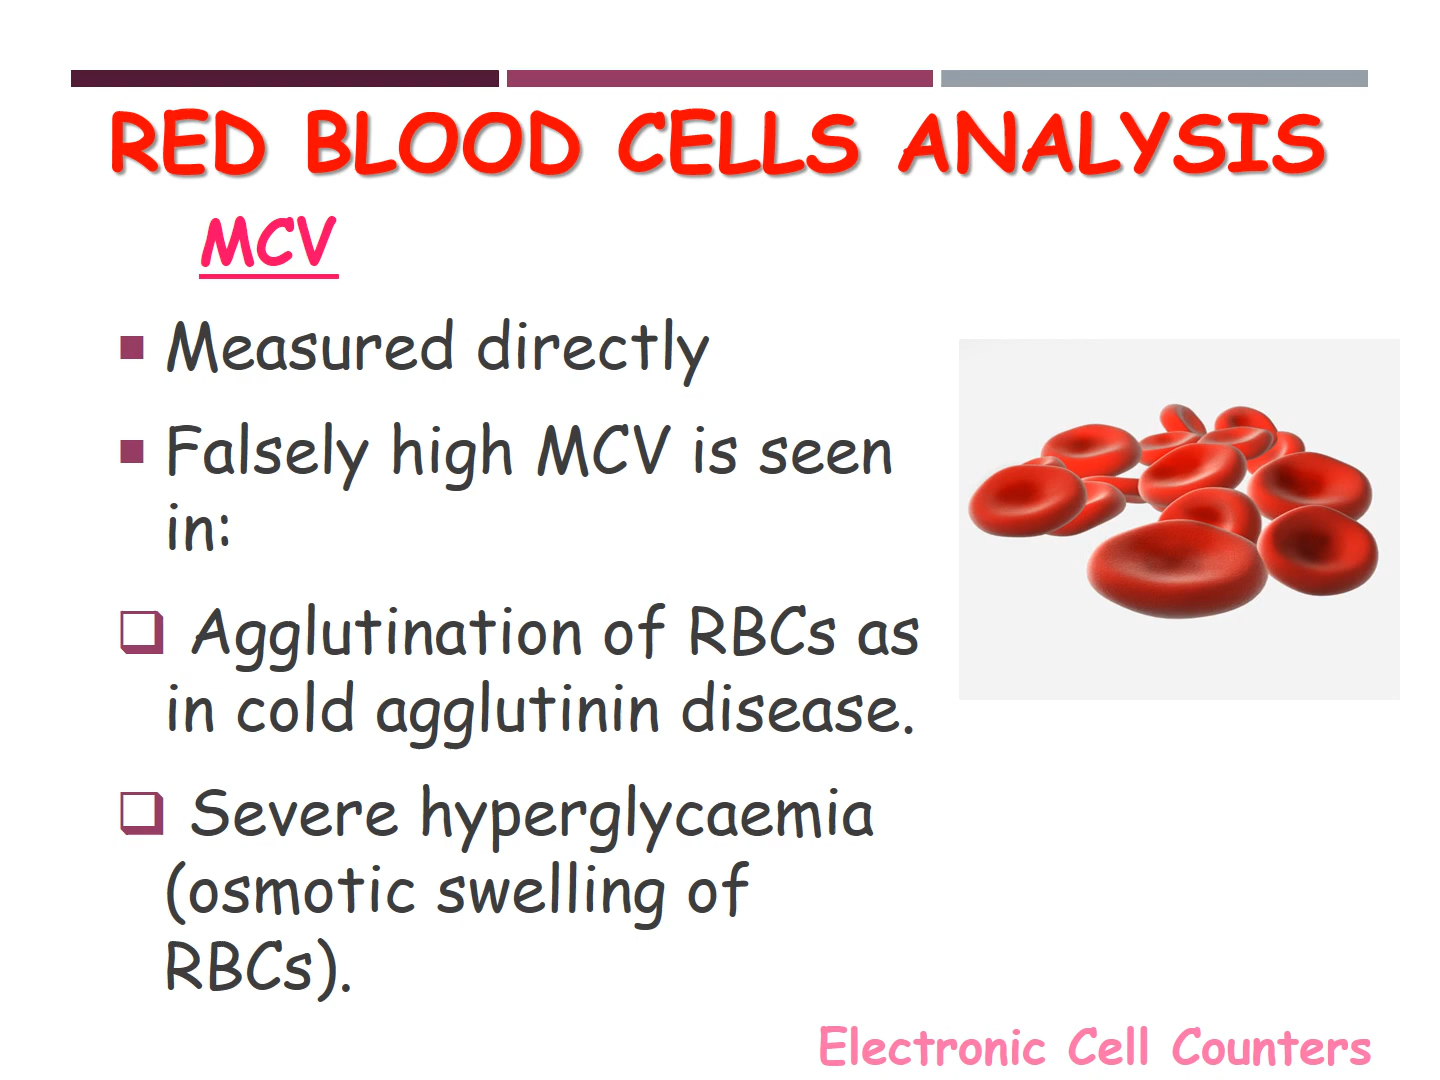 RED BLOOD CELLS ANALYSIS
MCV
Measured directly
Falsely high MCV is seen
in:
Agglutination of RBCs as
in cold agglutinin disease.
Severe hyperglycaemia
(osmotic swelling of
RBCs).
Electronic Cell Counters